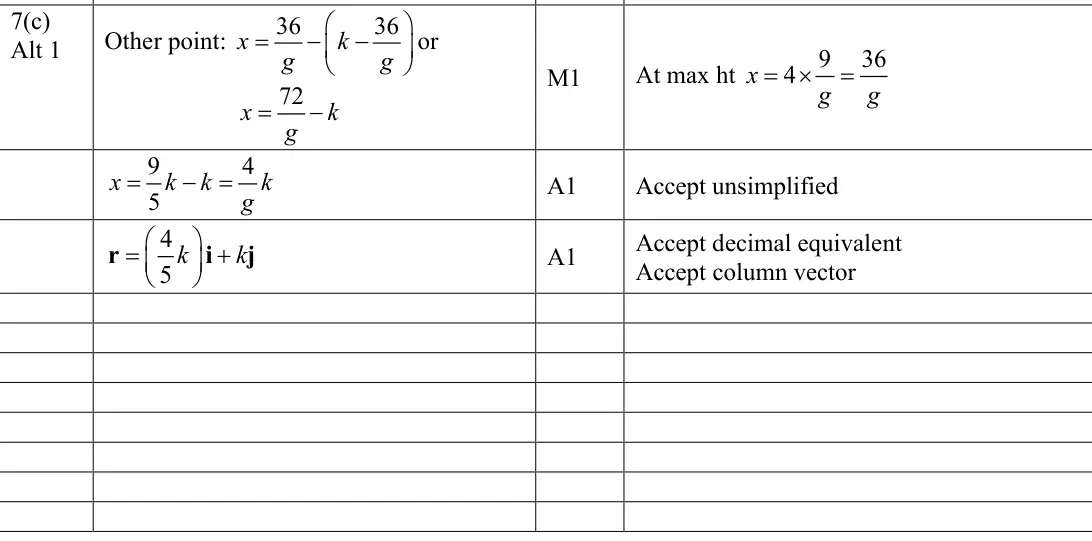 7(c)
Alt 1
Other point: x = 36/g − (k − 36/g) or
x = 72/g − k
M1
At max ht x = 4 × 9/g = 36/g
x = 9/5 k − k = 4/g k
A1
Accept unsimplified
r = (4/5 k) i + kj
A1
Accept decimal equivalent
Accept column vector